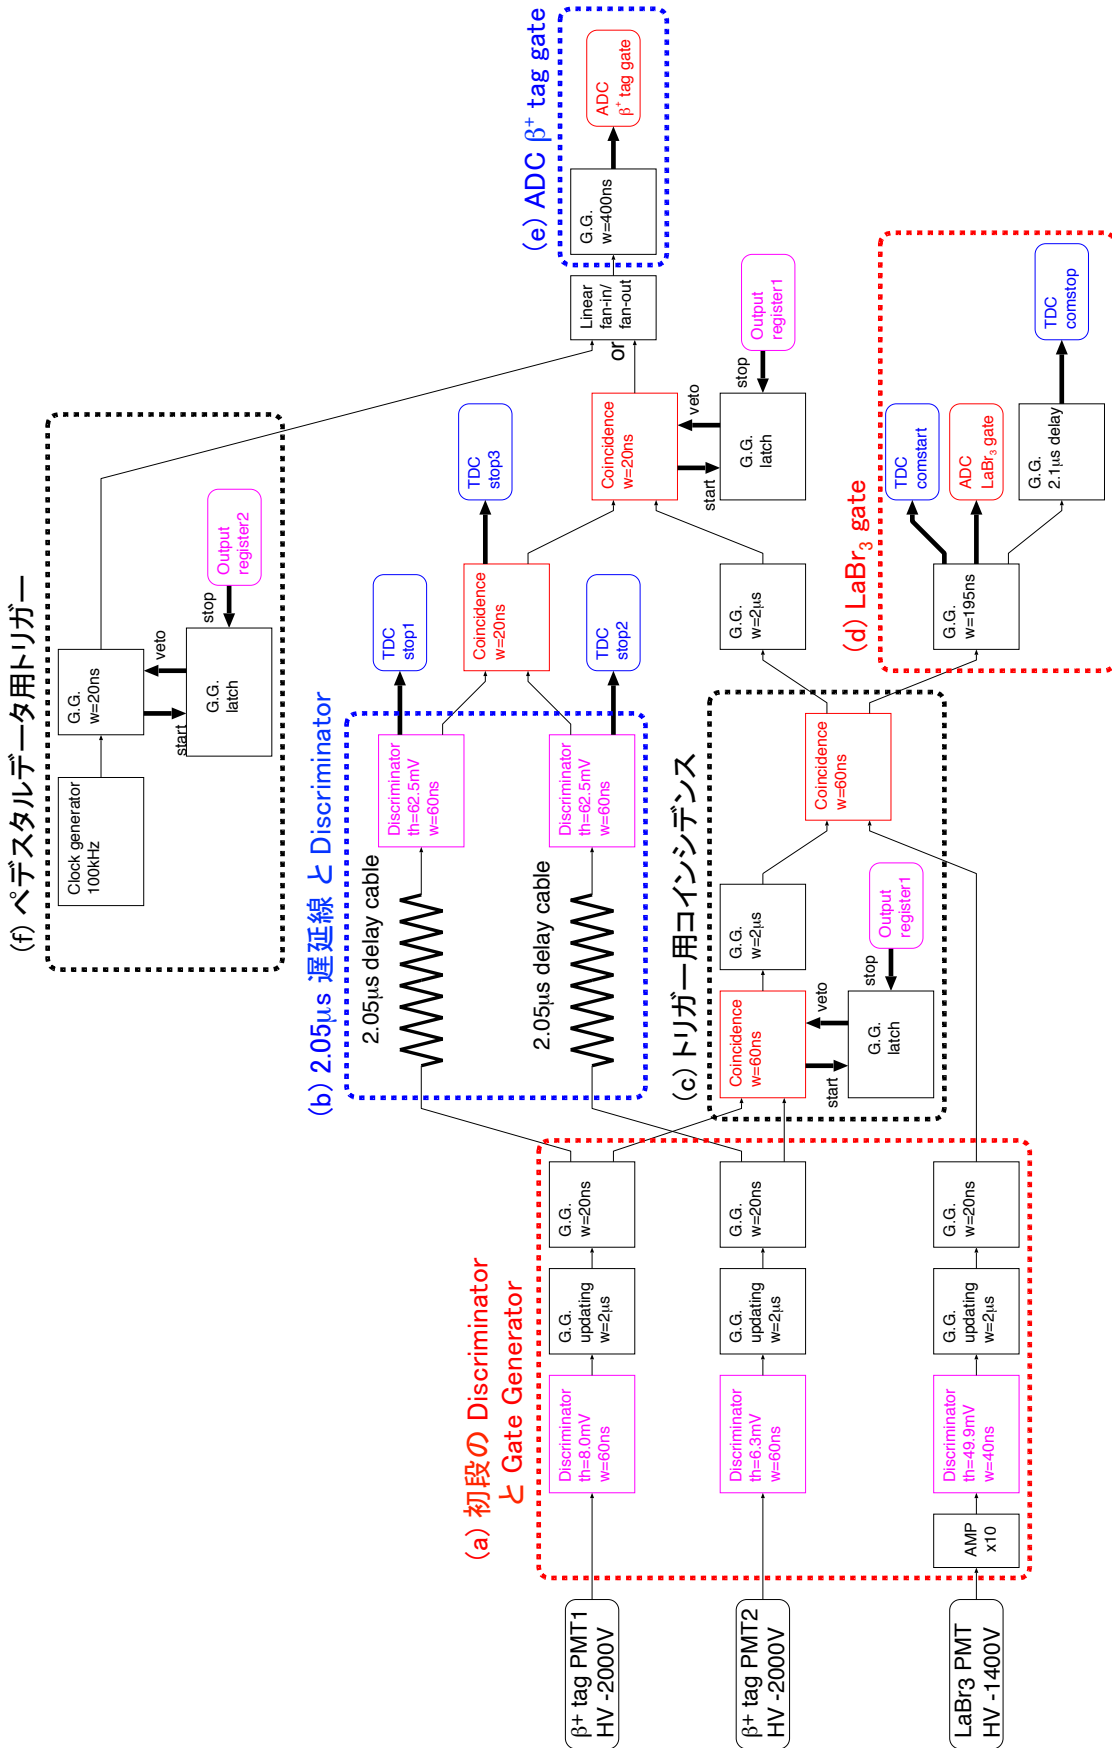 (f) ペデスタルデータ用トリガー
Clock generator
100kHz
G.G.
w=20ns
start
veto
G.G.
latch
stop
Output
register2
(b) 2.05μs 遅延線 と Discriminator
2.05μs delay cable
Discriminator
th=62.5mV
w=60ns
TDC
stop1
2.05μs delay cable
Discriminator
th=62.5mV
w=60ns
TDC
stop2
Coincidence
w=20ns
TDC
stop3
(e) ADC β+ tag gate
Linear
fan-in/
fan-out
or
G.G.
w=400ns
ADC
β+ tag gate
Coincidence
w=20ns
start
veto
G.G.
latch
stop
Output
register1
(a) 初段の Discriminator
と Gate Generator
β+ tag PMT1
HV -2000V
Discriminator
th=8.0mV
w=60ns
G.G.
updating
w=2μs
G.G.
w=20ns
β+ tag PMT2
HV -2000V
Discriminator
th=6.3mV
w=60ns
G.G.
updating
w=2μs
G.G.
w=20ns
LaBr3 PMT
HV -1400V
AMP
x10
Discriminator
th=49.9mV
w=40ns
G.G.
updating
w=2μs
G.G.
w=20ns
(c) トリガー用コインシデンス
Coincidence
w=60ns
start
veto
G.G.
latch
stop
Output
register1
G.G.
w=2μs
Coincidence
w=60ns
G.G.
w=2μs
(d) LaBr3 gate
G.G.
w=195ns
TDC
comstart
ADC
LaBr3 gate
G.G.
2.1μs delay
TDC
comstop